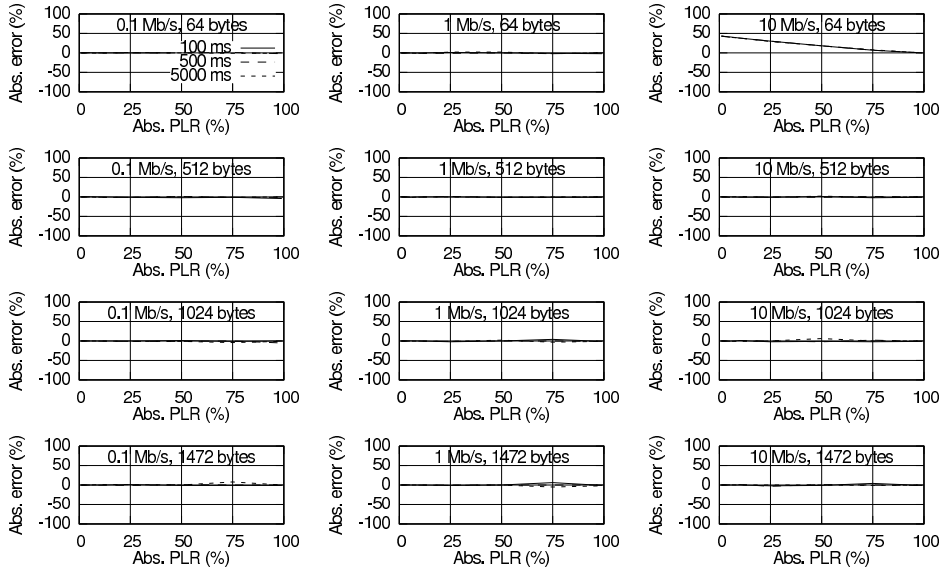 Abs. error (%)
100
50
0
-50
-100
0.1 Mb/s, 64 bytes
100 ms
500 ms
5000 ms
0 25 50 75 100
Abs. PLR (%)
Abs. error (%)
100
50
0
-50
-100
1 Mb/s, 64 bytes
0 25 50 75 100
Abs. PLR (%)
Abs. error (%)
100
50
0
-50
-100
10 Mb/s, 64 bytes
0 25 50 75 100
Abs. PLR (%)
Abs. error (%)
100
50
0
-50
-100
0.1 Mb/s, 512 bytes
0 25 50 75 100
Abs. PLR (%)
Abs. error (%)
100
50
0
-50
-100
1 Mb/s, 512 bytes
0 25 50 75 100
Abs. PLR (%)
Abs. error (%)
100
50
0
-50
-100
10 Mb/s, 512 bytes
0 25 50 75 100
Abs. PLR (%)
Abs. error (%)
100
50
0
-50
-100
0.1 Mb/s, 1024 bytes
0 25 50 75 100
Abs. PLR (%)
Abs. error (%)
100
50
0
-50
-100
1 Mb/s, 1024 bytes
0 25 50 75 100
Abs. PLR (%)
Abs. error (%)
100
50
0
-50
-100
10 Mb/s, 1024 bytes
0 25 50 75 100
Abs. PLR (%)
Abs. error (%)
100
50
0
-50
-100
0.1 Mb/s, 1472 bytes
0 25 50 75 100
Abs. PLR (%)
Abs. error (%)
100
50
0
-50
-100
1 Mb/s, 1472 bytes
0 25 50 75 100
Abs. PLR (%)
Abs. error (%)
100
50
0
-50
-100
10 Mb/s, 1472 bytes
0 25 50 75 100
Abs. PLR (%)